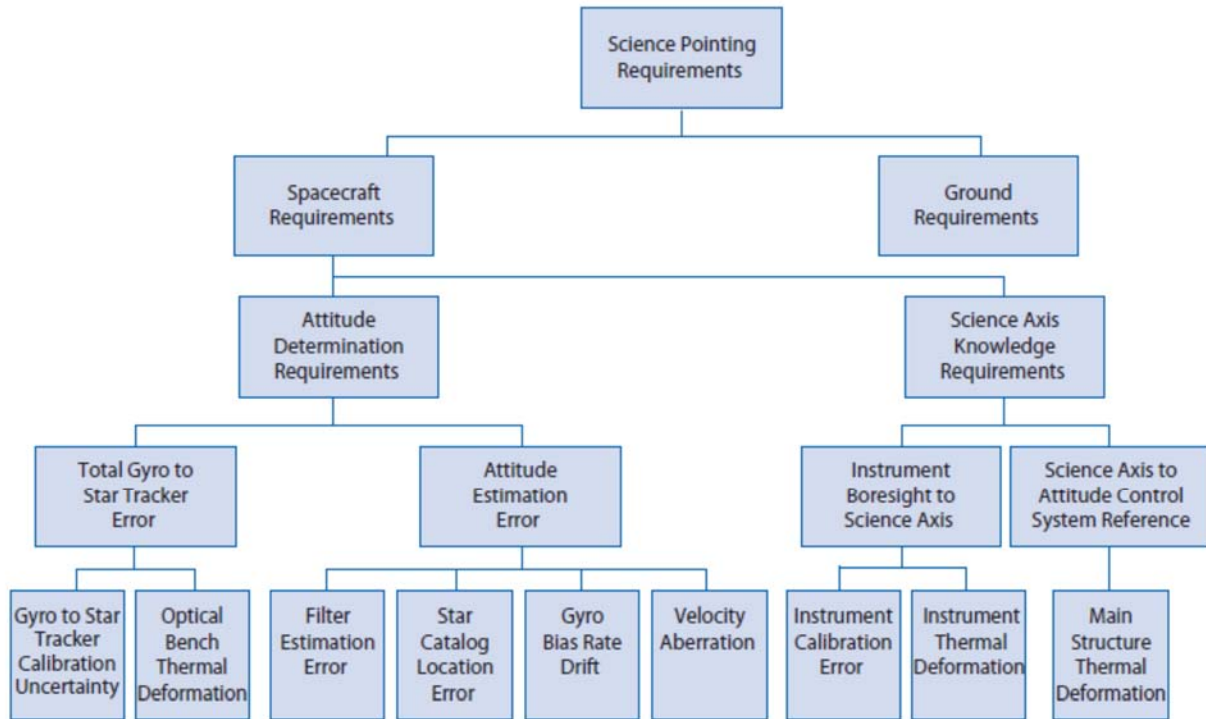 Science Pointing
Requirements
Spacecraft
Requirements
Ground
Requirements
Attitude
Determination
Requirements
Science Axis
Knowledge
Requirements
Total Gyro to
Star Tracker
Error
Attitude
Estimation
Error
Instrument
Boresight to
Science Axis
Science Axis to
Attitude Control
System Reference
Gyro to Star
Tracker
Calibration
Uncertainty
Optical
Bench
Thermal
Deformation
Filter
Estimation
Error
Star
Catalog
Location
Error
Gyro
Bias Rate
Drift
Velocity
Aberration
Instrument
Calibration
Error
Instrument
Thermal
Deformation
Main
Structure
Thermal
Deformation